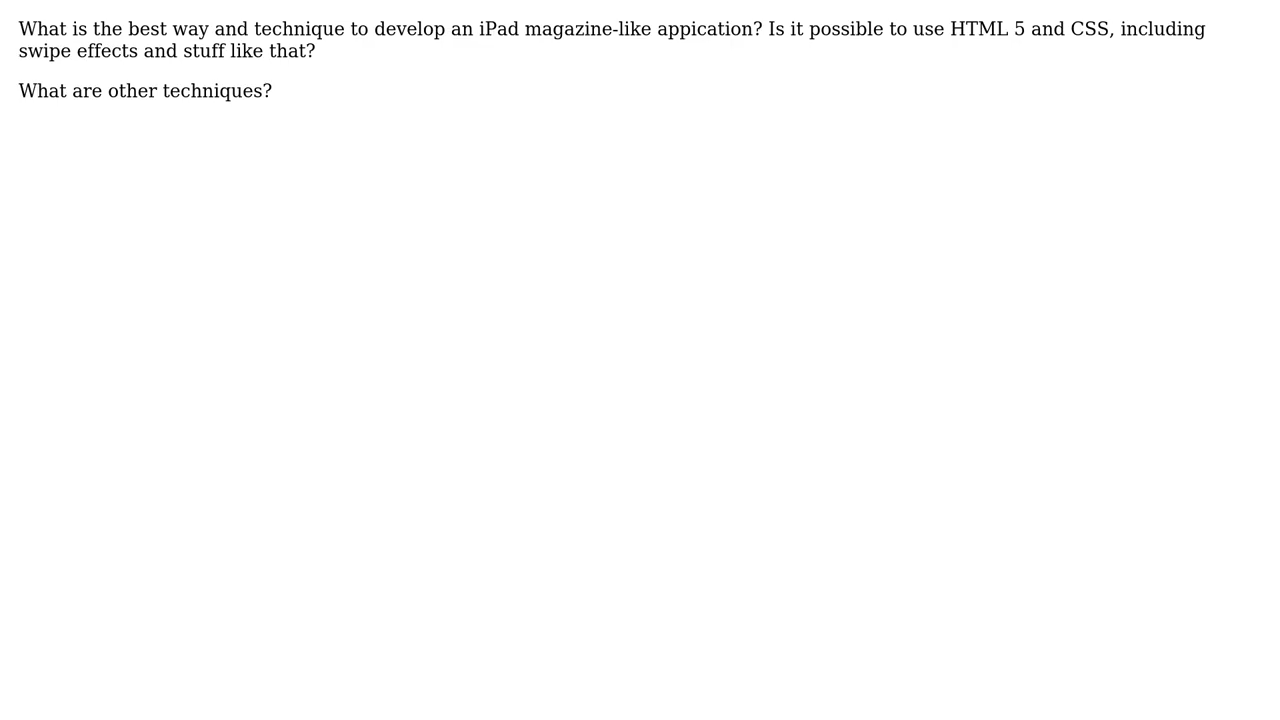 What is the best way and technique to develop an iPad magazine-like appication? Is it possible to use HTML 5 and CSS, including
swipe effects and stuff like that?
What are other techniques?